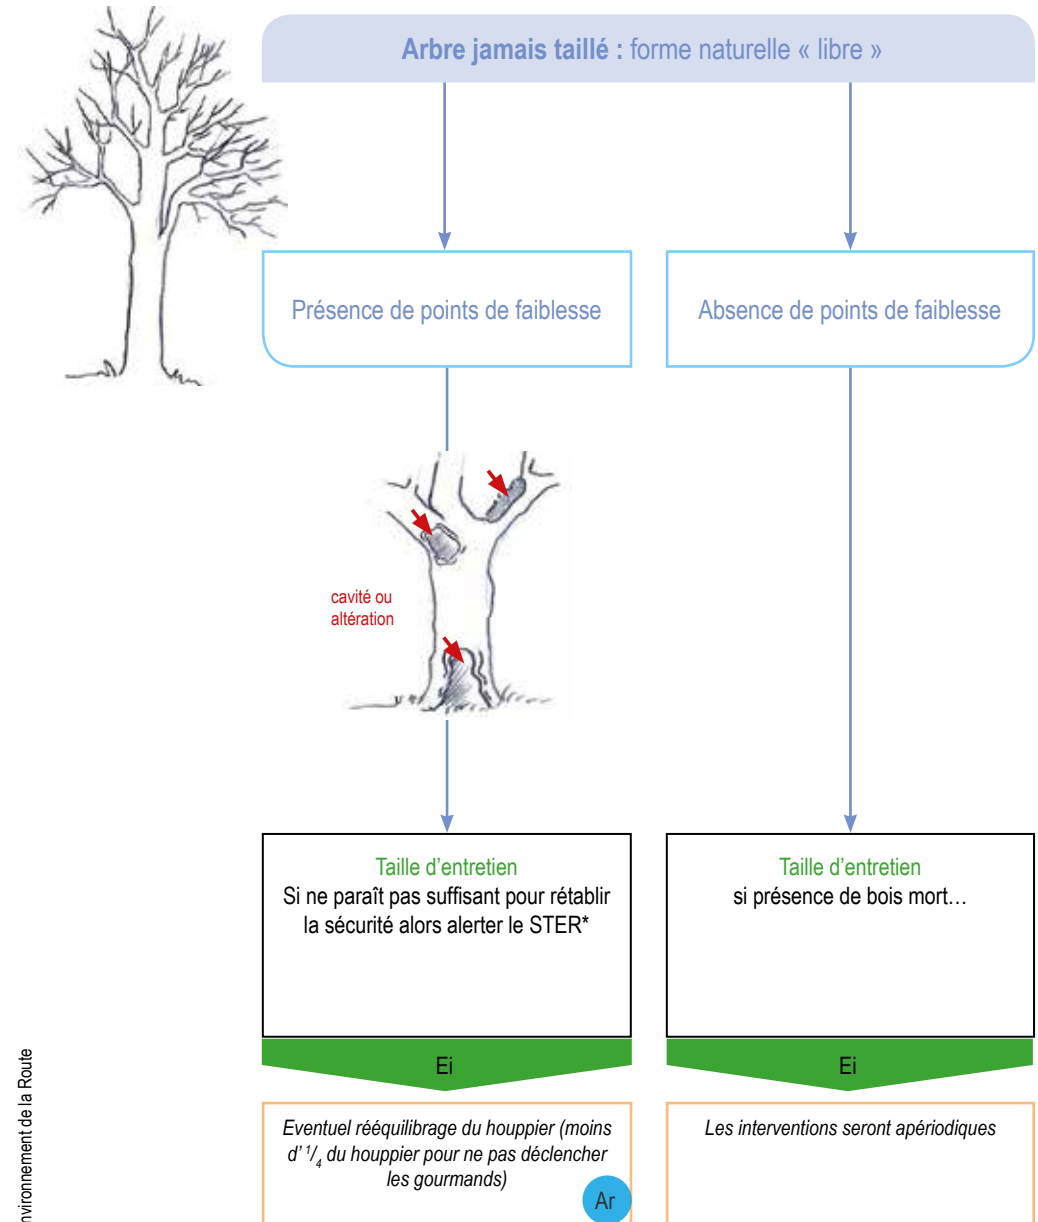 Arbre jamais taillé : forme naturelle « libre »
Présence de points de faiblesse
Absence de points de faiblesse
cavité ou
altération
Taille d'entretien
Si ne paraît pas suffisant pour rétablir
la sécurité alors alerter le STER*
Taille d'entretien
si présence de bois mort…
Ei
Ei
Eventuel rééquilibrage du houppier (moins
d' 1/4 du houppier pour ne pas déclencher
les gourmands)
Ar
Les interventions seront apériodiques
nvironnement de la Route